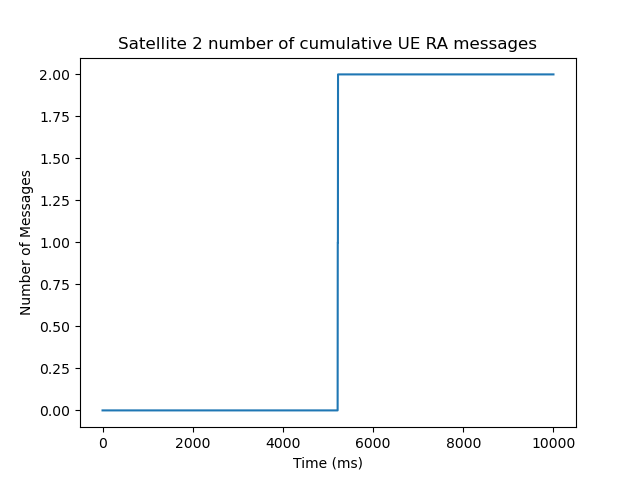 Satellite 2 number of cumulative UE RA messages
2.00
1.75
1.50
1.25
1.00
0.75
0.50
0.25
0.00
Number of Messages
0 2000 4000 6000 8000 10000
Time (ms)